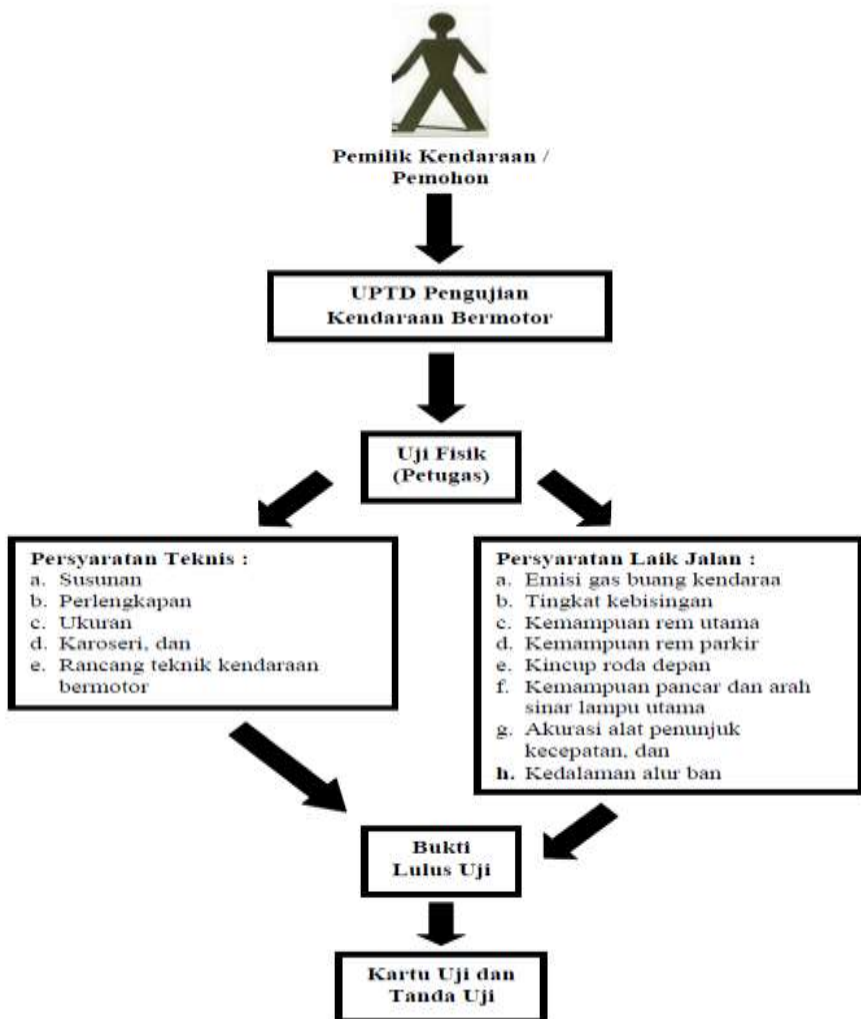 Pemilik Kendaraan /
Pemohon
UPTD Pengujian
Kendaraan Bermotor
Uji Fisik
(Petugas)
Persyaratan Teknis :
a. Susunan
b. Perlengkapan
c. Ukuran
d. Karoseri, dan
e. Rancang teknik kendaraan
bermotor
Persyaratan Laik Jalan :
a. Emisi gas buang kendaraa
b. Tingkat kebisingan
c. Kemampuan rem utama
d. Kemampuan rem parkir
e. Kincup roda depan
f. Kemampuan pancar dan arah
sinar lampu utama
g. Akurasi alat penunjuk
kecepatan, dan
h. Kedalaman alur ban
Bukti
Lulus Uji
Kartu Uji dan
Tanda Uji